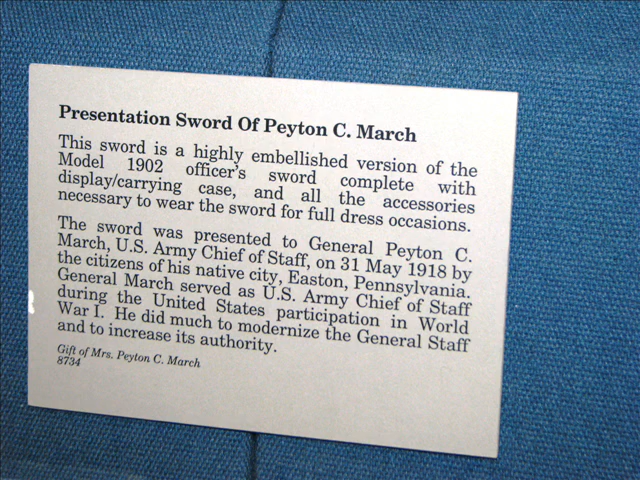 Presentation Sword Of Peyton C. March
This sword is a highly embellished version of the
Model 1902 officer's sword complete with
display/carrying case, and all the accessories
necessary to wear the sword for full dress occasions.
The sword was presented to General Peyton C.
March, U.S. Army Chief of Staff, on 31 May 1918 by
the citizens of his native city, Easton, Pennsylvania.
General March served as U.S. Army Chief of Staff
during the United States participation in World
War I. He did much to modernize the General Staff
and to increase its authority.
Gift of Mrs. Peyton C. March
8734